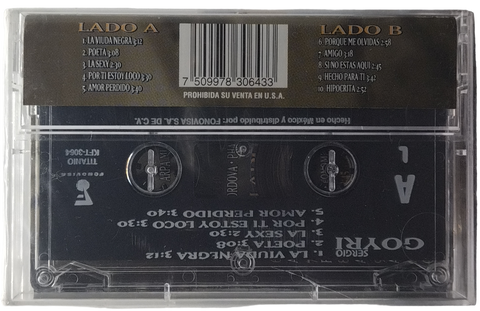 LADO A
1. LA VIUDA NEGRA 3:12
2. POETA 3:08
3. LA SEXY 2:30
4. POR TI ESTOY LOCO 3:30
5. AMOR PERDIDO 3:40
7 509978 306433
PROHIBIDA SU VENTA EN U.S.A.
LADO B
6. PORQUE ME OLVIDAS 2:58
7. AMIGO 3:18
8. SI NO ESTAS AQUI 2:45
9. HECHO PARA TI 3:42
10. HIPOCRITA 2:52
Hecho en México y distribuido por: FONOVISA S.A. DE C.V.
A
SERGIO
GOYRI
1. LA VIUDA NEGRA 3:12
2. POETA 3:08
3. LA SEXY 2:30
4. POR TI ESTOY LOCO 3:30
5. AMOR PERDIDO 3:40
TITANIO
KFT-3064
FONOVISA